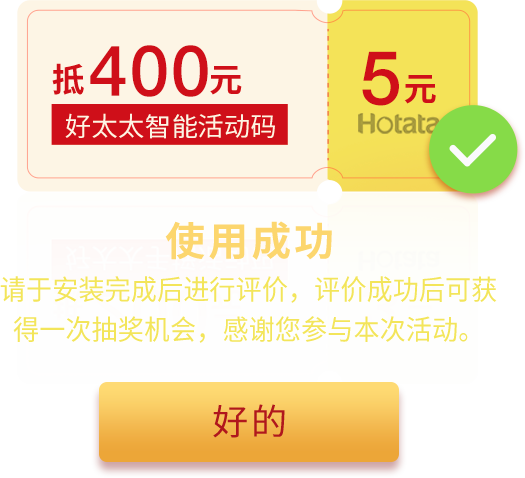 抵400元
好太太智能活动码
5元
Hotata
使用成功
请于安装完成后进行评价，评价成功后可获
得一次抽奖机会，感谢您参与本次活动。
好的